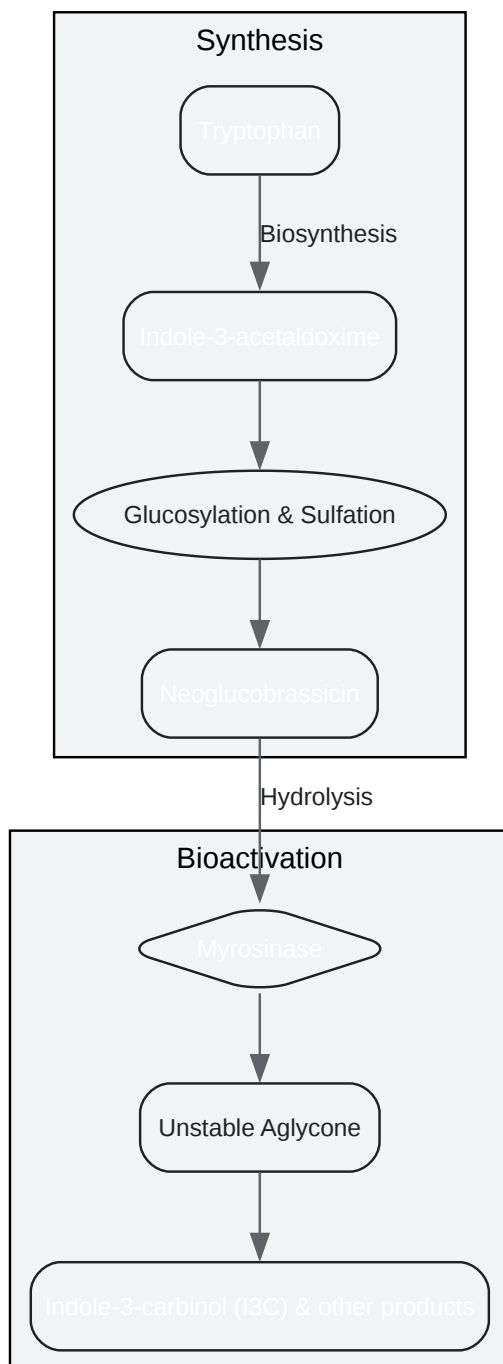 Synthesis
Tryptophan
Biosynthesis
Indole-3-acetaldoxime
Glucosylation & Sulfation
Neoglucobrassicin
Hydrolysis
Bioactivation
Myrosinase
Unstable Aglycone
Indole-3-carbinol (I3C) & other products